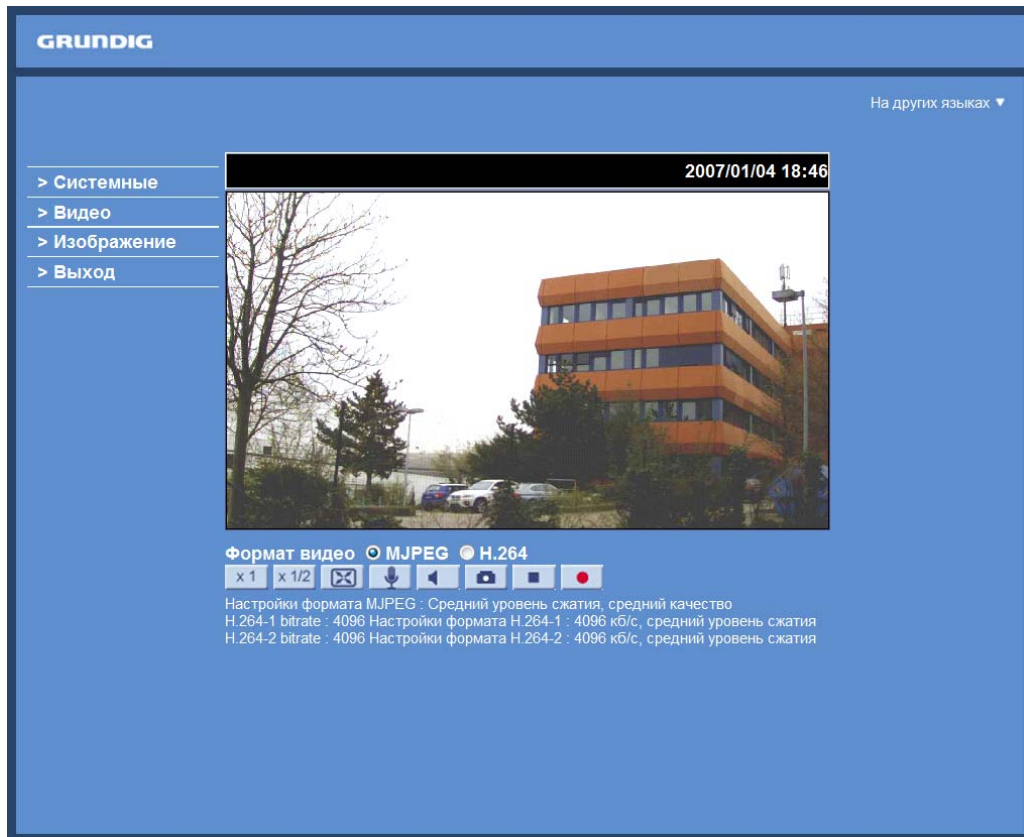 GRUNDIG
На других языках ▼
> Системные
> Видео
> Изображение
> Выход
2007/01/04 18:46
Формат видео MJPEG H.264
x 1 x 1/2
Настройки формата MJPEG : Средний уровень сжатия, средний качество
H.264-1 bitrate : 4096 Настройки формата H.264-1 : 4096 кб/с, средний уровень сжатия
H.264-2 bitrate : 4096 Настройки формата H.264-2 : 4096 кб/с, средний уровень сжатия